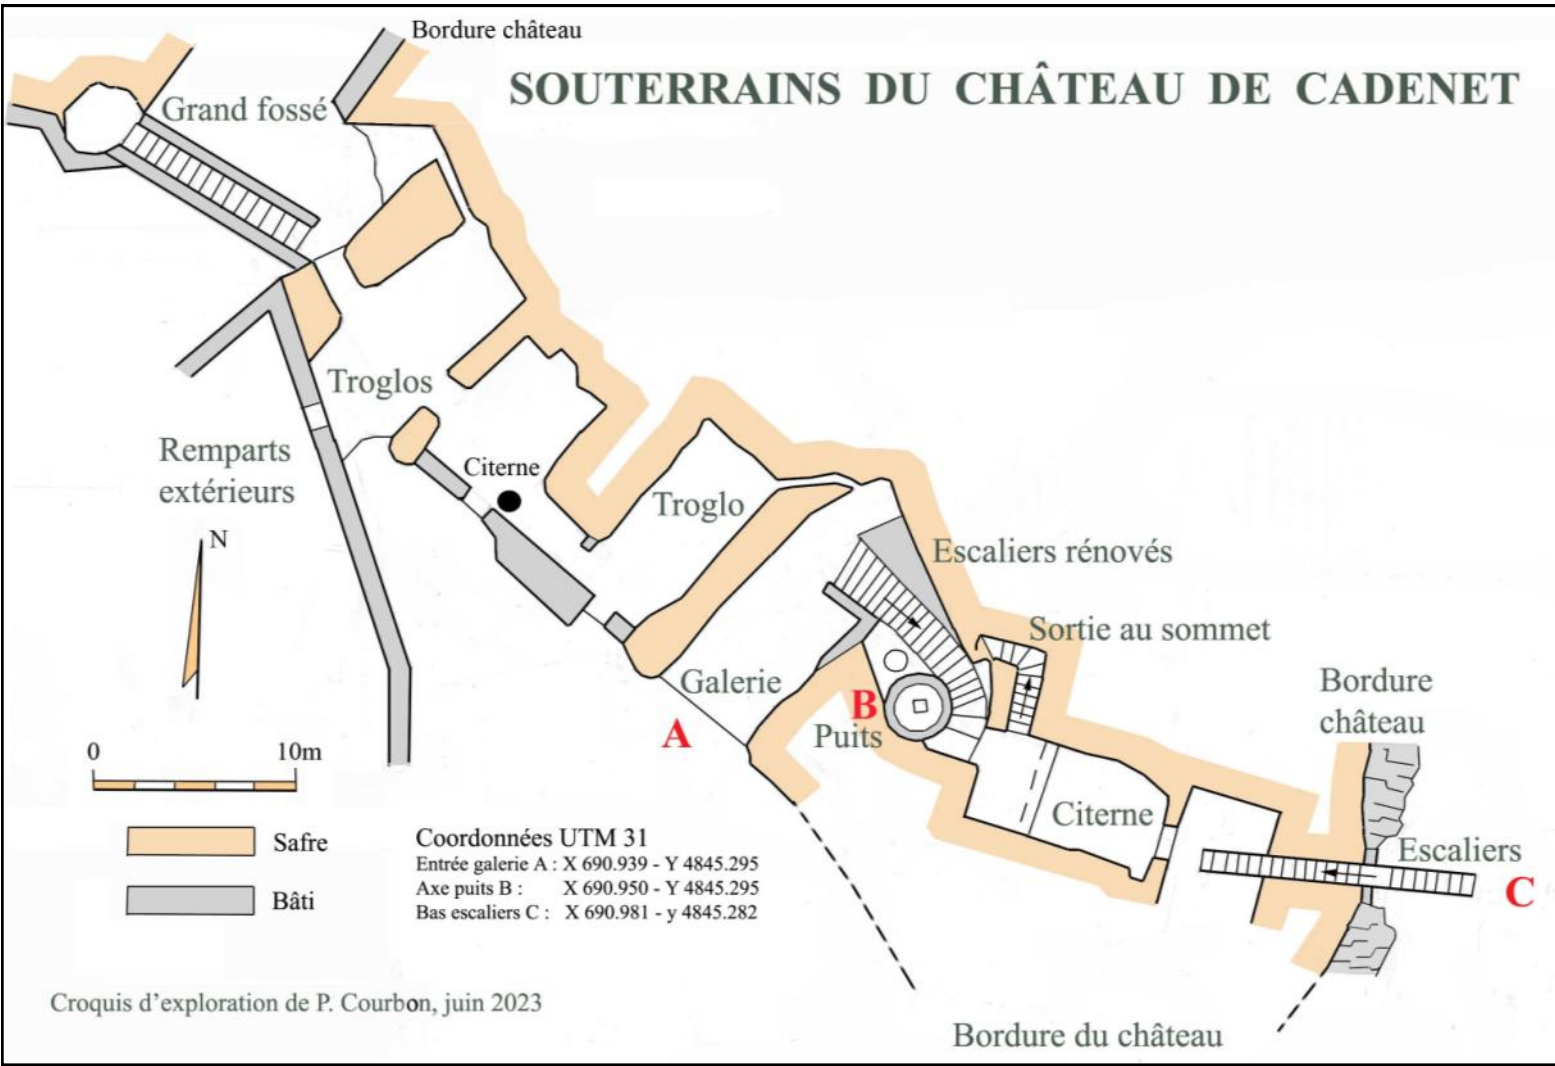 Bordure château
SOUTERRAINS DU CHÂTEAU DE CADENET
Grand fossé
Troglos
Remparts
extérieurs
Citerne
Troglo
N
Escaliers rénovés
Sortie au sommet
Galerie
A
B
Puits
Bordure
château
0 10m
Citerne
Escaliers
C
Safre
Bâti
Coordonnées UTM 31
Entrée galerie A : X 690.939 - Y 4845.295
Axe puits B : X 690.950 - Y 4845.295
Bas escaliers C : X 690.981 - y 4845.282
Croquis d'exploration de P. Courbon, juin 2023
Bordure du château